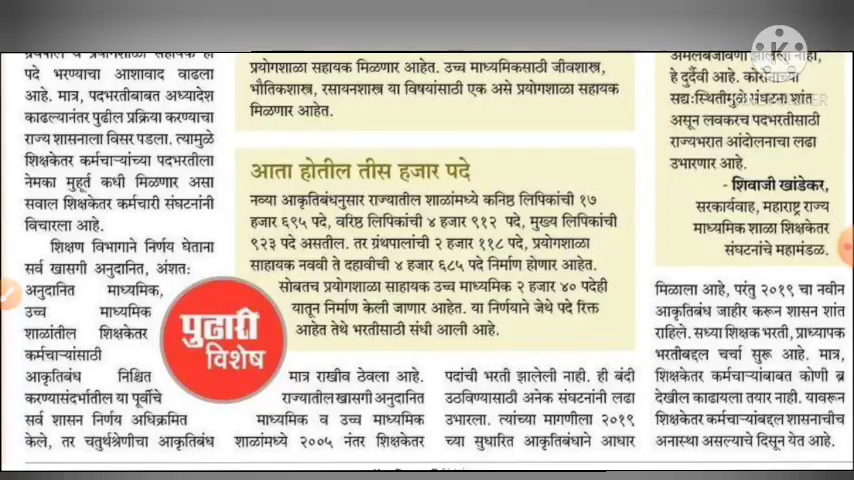 ग्रंथपाल व प्रयोगशाळा सहायक ही
पदे भरण्याचा आशावाद वाढला
आहे. मात्र, पदभरतीबाबत अध्यादेश
काढल्यानंतर पुढील प्रक्रिया करण्याचा
राज्य शासनाला विसर पडला. त्यामुळे
शिक्षकेतर कर्मचाऱ्यांच्या पदभरतीला
नेमका मुहूर्त कधी मिळणार असा
सवाल शिक्षकेतर कर्मचारी संघटनांनी
विचारला आहे.
शिक्षण विभागाने निर्णय घेताना
सर्व खासगी अनुदानित, अंशत:
अनुदानित माध्यमिक,
उच्च माध्यमिक
शाळांतील शिक्षकेतर
कर्मचाऱ्यांसाठी
आकृतिबंध निश्चित
करण्यासंदर्भातील या पूर्वीचे
सर्व शासन निर्णय अधिक्रमित
केले, तर चतुर्थश्रेणीचा आकृतिबंध
प्रयोगशाळा सहायक मिळणार आहेत. उच्च माध्यमिकसाठी जीवशास्त्र,
भौतिकशास्त्र, रसायनशास्त्र या विषयांसाठी एक असे प्रयोगशाळा सहायक
मिळणार आहेत.
आता होतील तीस हजार पदे
नव्या आकृतिबंधनुसार राज्यातील शाळांमध्ये कनिष्ठ लिपिकांची १७
हजार ६९५ पदे, वरिष्ठ लिपिकांची ४ हजार ९१२ पदे, मुख्य लिपिकांची
९२३ पदे असतील. तर ग्रंथपालांची २ हजार ११८ पदे, प्रयोगशाळा
साहायक नववी ते दहावीची ४ हजार ६८५ पदे निर्माण होणार आहेत.
सोबतच प्रयोगशाळा साहायक उच्च माध्यमिक २ हजार ४० पदेही
यातून निर्माण केली जाणार आहेत. या निर्णयाने जेथे पदे रिक्त
आहेत तेथे भरतीसाठी संधी आली आहे.
पुढारी
विशेष
मात्र राखीव ठेवला आहे.
राज्यातील खासगी अनुदानित
माध्यमिक व उच्च माध्यमिक
शाळांमध्ये २००५ नंतर शिक्षकेतर
पदांची भरती झालेली नाही. ही बंदी
उठविण्यासाठी अनेक संघटनांनी लढा
उभारला. त्यांच्या मागणीला २०१९
च्या सुधारित आकृतिबंधाने आधार
अमलबजावणी झालेली नाही,
हे दुर्दैवी आहे. कोरोनाच्या
सद्य:स्थितीमुळे संघटना शांत
असून लवकरच पदभरतीसाठी
राज्यभरात आंदोलनाचा लढा
उभारणार आहे.
- शिवाजी खांडेकर,
सरकार्यवाह, महाराष्ट्र राज्य
माध्यमिक शाळा शिक्षकेतर
संघटनांचे महामंडळ.
मिळाला आहे, परंतु २०१९ चा नवीन
आकृतिबंध जाहीर करून शासन शांत
राहिले. सध्या शिक्षक भरती, प्राध्यापक
भरतीबद्दल चर्चा सुरू आहे. मात्र,
शिक्षकेतर कर्मचाऱ्यांबाबत कोणी ब्र
देखील काढायला तयार नाही. यावरून
शिक्षकेतर कर्मचाऱ्यांबद्दल शासनाचीच
अनास्था असल्याचे दिसून येत आहे.